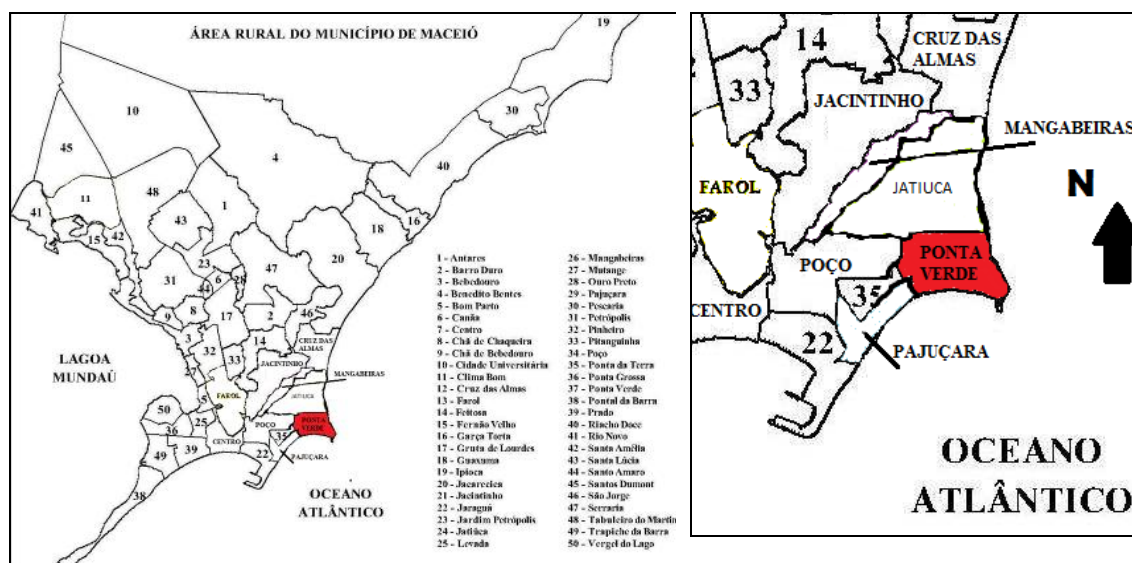 ÁREA RURAL DO MUNICÍPIO DE MACEIÓ
19
30
10
4
40
45
48
11
43
1
16
41
15
42
18
20
23
47
31
44
6
28
8
17
2
46
9
3
32
33
14
CRUZ DAS
ALMAS
JACINTINHO
MANGABEIRAS
7
5
FAROL
JATIUCA
50
36
25
POÇO
PONTA
VERDE
35
CENTRO
49
39
22
PAJUÇARA
38
LAGOA
MUNDAÚ
OCEANO
ATLÂNTICO
1 - Antares
2 - Barro Duro
3 - Bebedouro
4 - Benedito Bentes
5 - Bom Parto
6 - Canãa
7 - Centro
8 - Chã de Chaqueira
9 - Chã de Bebedouro
10 - Cidade Universitária
11 - Clima Bom
12 - Cruz das Almas
13 - Farol
14 - Feitosa
15 - Fernão Velho
16 - Garça Torta
17 - Gruta de Lourdes
18 - Guaxuma
19 - Ipioca
20 - Jacarecica
21 - Jacintinho
22 - Jaraguá
23 - Jardim Petrópolis
24 - Jatiúca
25 - Levada
26 - Mangabeiras
27 - Mutange
28 - Ouro Preto
29 - Pajuçara
30 - Pescaria
31 - Petrópolis
32 - Pinheiro
33 - Pitanguinha
34 - Poço
35 - Ponta da Terra
36 - Ponta Grossa
37 - Ponta Verde
38 - Pontal da Barra
39 - Prado
40 - Riacho Doce
41 - Rio Novo
42 - Santa Amélia
43 - Santa Lúcia
44 - Santo Amaro
45 - Santos Dumont
46 - São Jorge
47 - Serraria
48 - Tabuleiro do Martin
49 - Trapiche da Barra
50 - Vergel do Lago
14
CRUZ DAS
ALMAS
33
JACINTINHO
MANGABEIRAS
FAROL
JATIUCA
N
POÇO
PONTA
VERDE
35
CENTRO
22
PAJUÇARA
OCEANO
ATLÂNTICO